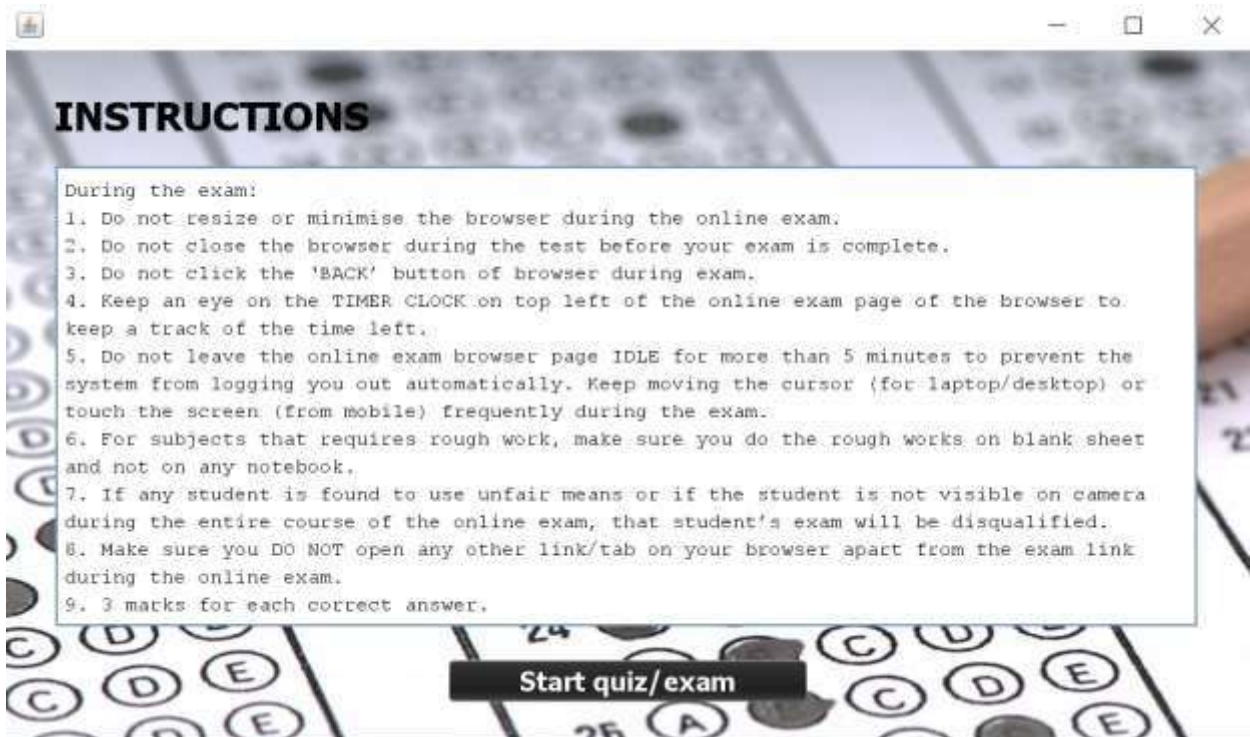 INSTRUCTIONS
During the exam:
1. Do not resize or minimise the browser during the online exam.
2. Do not close the browser during the test before your exam is complete.
3. Do not click the 'BACK' button of browser during exam.
4. Keep an eye on the TIMER CLOCK on top left of the online exam page of the browser to
keep a track of the time left.
5. Do not leave the online exam browser page IDLE for more than 5 minutes to prevent the
system from logging you out automatically. Keep moving the cursor (for laptop/desktop) or
touch the screen (from mobile) frequently during the exam.
6. For subjects that requires rough work, make sure you do the rough works on blank sheet
and not on any notebook.
7. If any student is found to use unfair means or if the student is not visible on camera
during the entire course of the online exam, that student's exam will be disqualified.
8. Make sure you DO NOT open any other link/tab on your browser apart from the exam link
during the online exam.
9. 3 marks for each correct answer.
Start quiz/exam